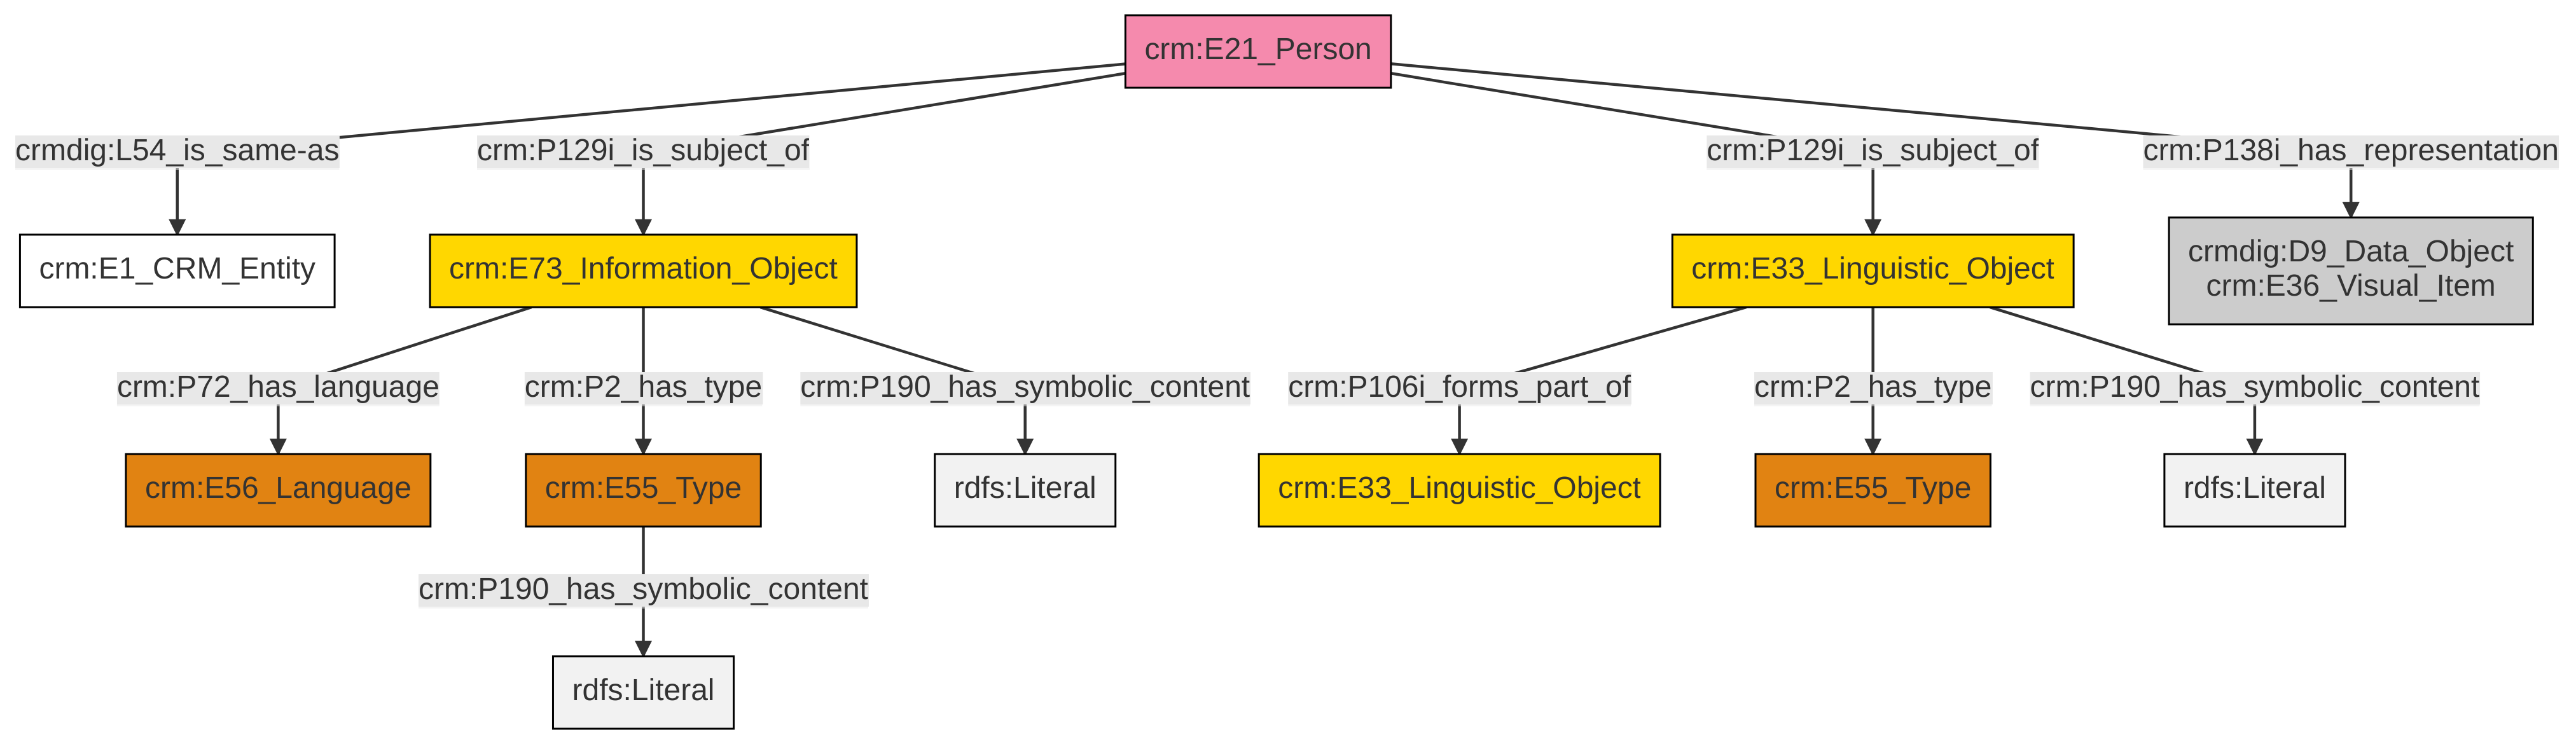 crm:E21_Person
crmdig:L54_is_same-as
crm:P129i_is_subject_of
crm:P129i_is_subject_of
crm:P138i_has_representation
crm:E1_CRM_Entity
crm:E73_Information_Object
crm:E33_Linguistic_Object
crmdig:D9_Data_Object
crm:E36_Visual_Item
crm:P72_has_language
crm:P2_has_type
crm:P190_has_symbolic_content
crm:P106i_forms_part_of
crm:P2_has_type
crm:P190_has_symbolic_content
crm:E56_Language
crm:E55_Type
rdfs:Literal
crm:E33_Linguistic_Object
crm:E55_Type
rdfs:Literal
crm:P190_has_symbolic_content
rdfs:Literal